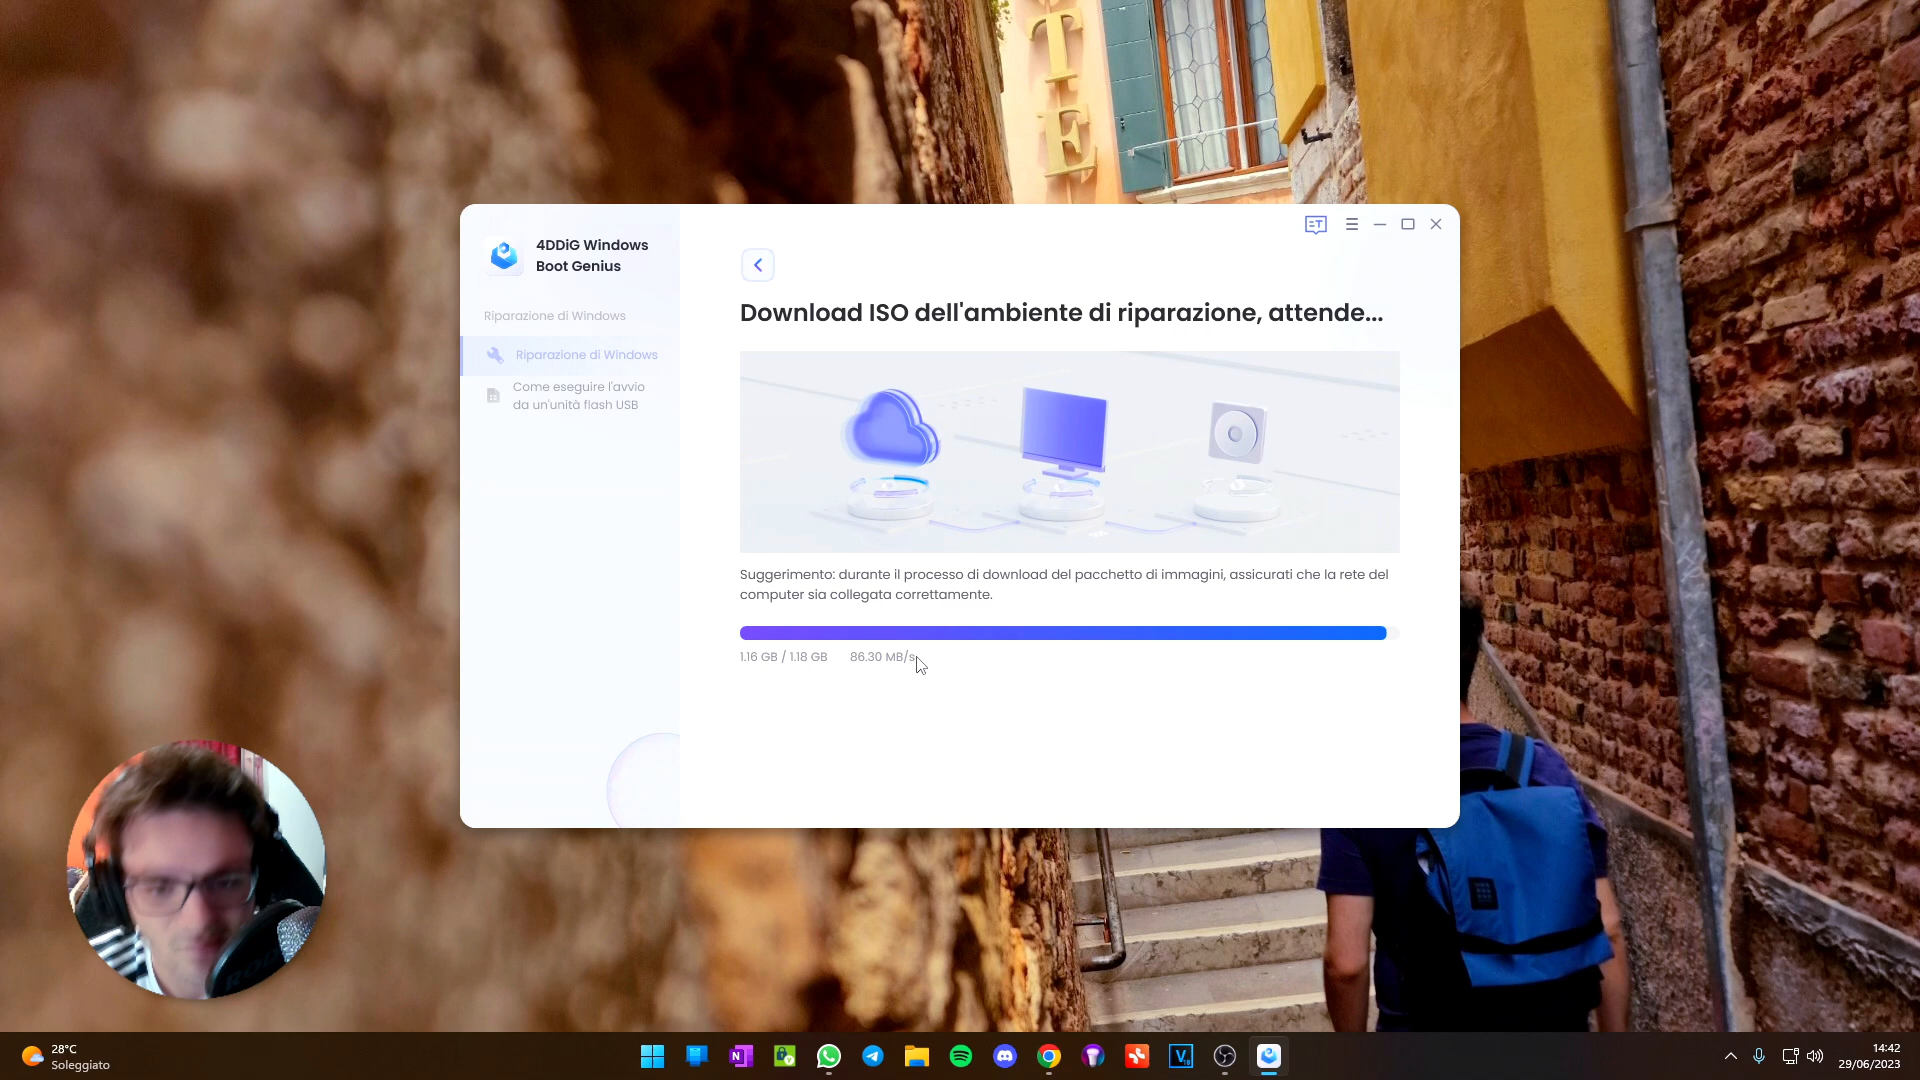 TE
4DDiG Windows
Boot Genius
Riparazione di Windows
Riparazione di Windows
Come eseguire l'avvio
da un'unità flash USB
Download ISO dell'ambiente di riparazione, attende...
Suggerimento: durante il processo di download del pacchetto di immagini, assicurati che la rete del
computer sia collegata correttamente.
1.16 GB / 1.18 GB 86.30 MB/s
28°C
Soleggiato
14:42
29/06/2023